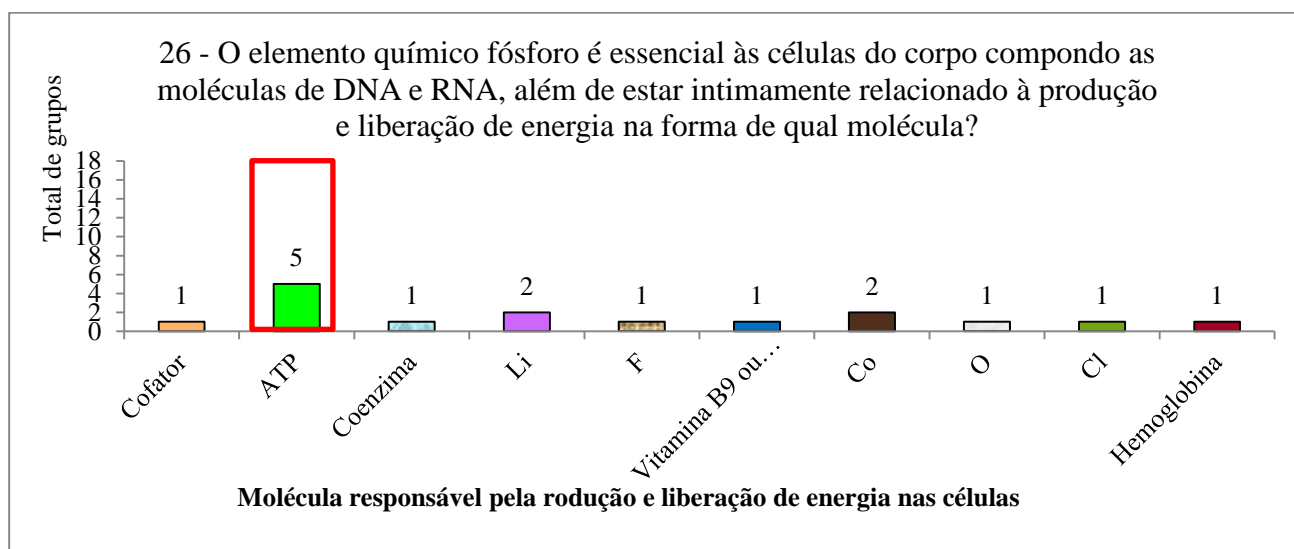 26 - O elemento químico fósforo é essencial às células do corpo compondo as
moléculas de DNA e RNA, além de estar intimamente relacionado à produção
e liberação de energia na forma de qual molécula?
Total de grupos
18
16
14
12
10
8
6
4
2
0
1
5
1
2
1
1
2
1
1
1
Cofator
ATP
Coenzima
Li
F
Vitamina B9 ou…
Co
O
Cl
Hemoglobina
Molécula responsável pela rodução e liberação de energia nas células